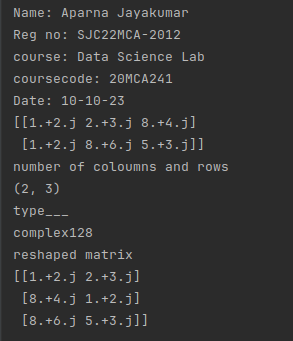 Name: Aparna Jayakumar
Reg no: SJC22MCA-2012
course: Data Science Lab
coursecode: 20MCA241
Date: 10-10-23
[[1.+2.j 2.+3.j 8.+4.j]
 [1.+2.j 8.+6.j 5.+3.j]]
number of coloumns and rows
(2, 3)
type___
complex128
reshaped matrix
[[1.+2.j 2.+3.j]
 [8.+4.j 1.+2.j]
 [8.+6.j 5.+3.j]]